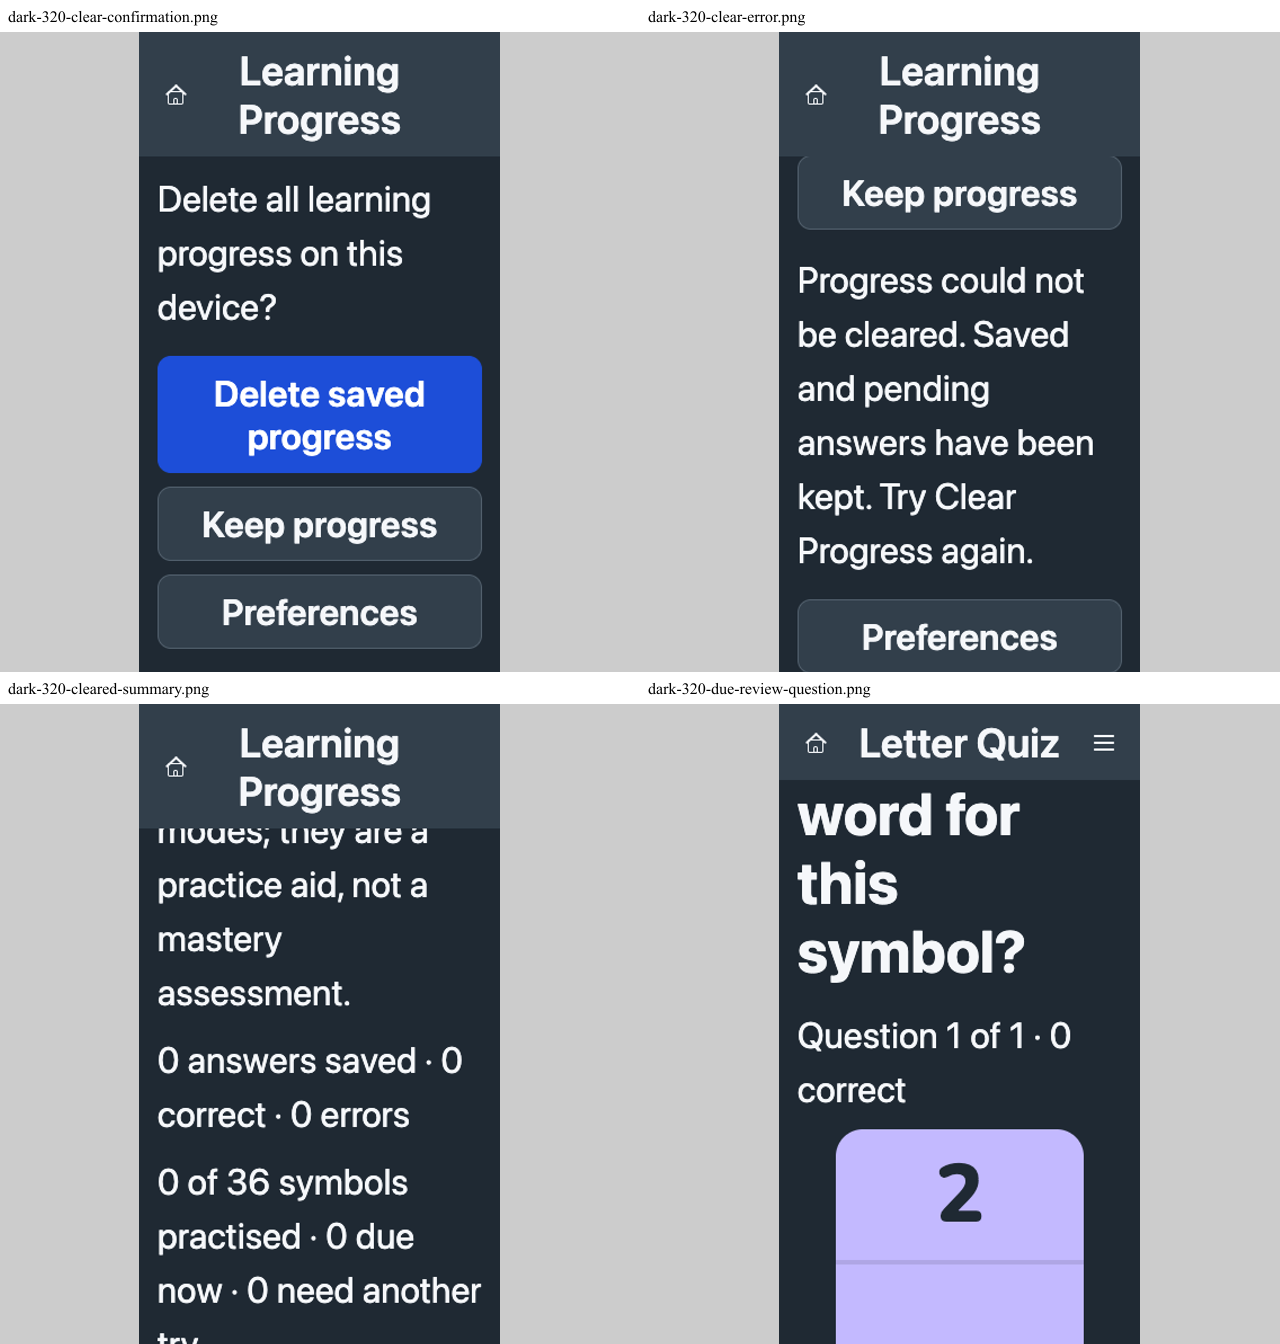 dark-320-clear-confirmation.png
Learning
Progress
Delete all learning
progress on this
device?
Delete saved
progress
Keep progress
Preferences
dark-320-clear-error.png
Learning
Progress
Keep progress
Progress could not
be cleared. Saved
and pending
answers have been
kept. Try Clear
Progress again.
Preferences
dark-320-cleared-summary.png
Learning
Progress
modes; they are a
practice aid, not a
mastery
assessment.
0 answers saved · 0
correct · 0 errors
0 of 36 symbols
practised · 0 due
now · 0 need another
try
dark-320-due-review-question.png
Letter Quiz
word for
this
symbol?
Question 1 of 1 · 0
correct
2